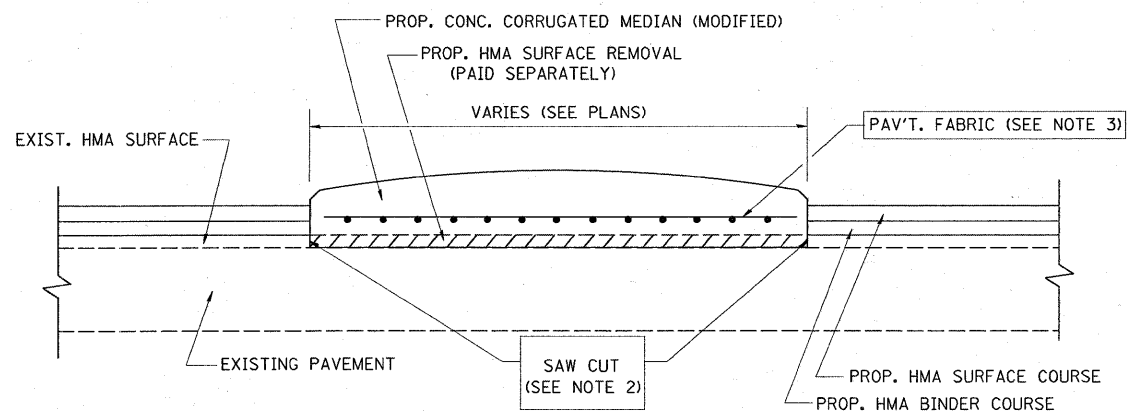 PROP. CONC. CORRUGATED MEDIAN (MODIFIED)
PROP. HMA SURFACE REMOVAL
(PAID SEPARATELY)
VARIES (SEE PLANS)
PAV'T. FABRIC (SEE NOTE 3)
EXIST. HMA SURFACE
EXISTING PAVEMENT
SAW CUT
(SEE NOTE 2)
PROP. HMA SURFACE COURSE
PROP. HMA BINDER COURSE